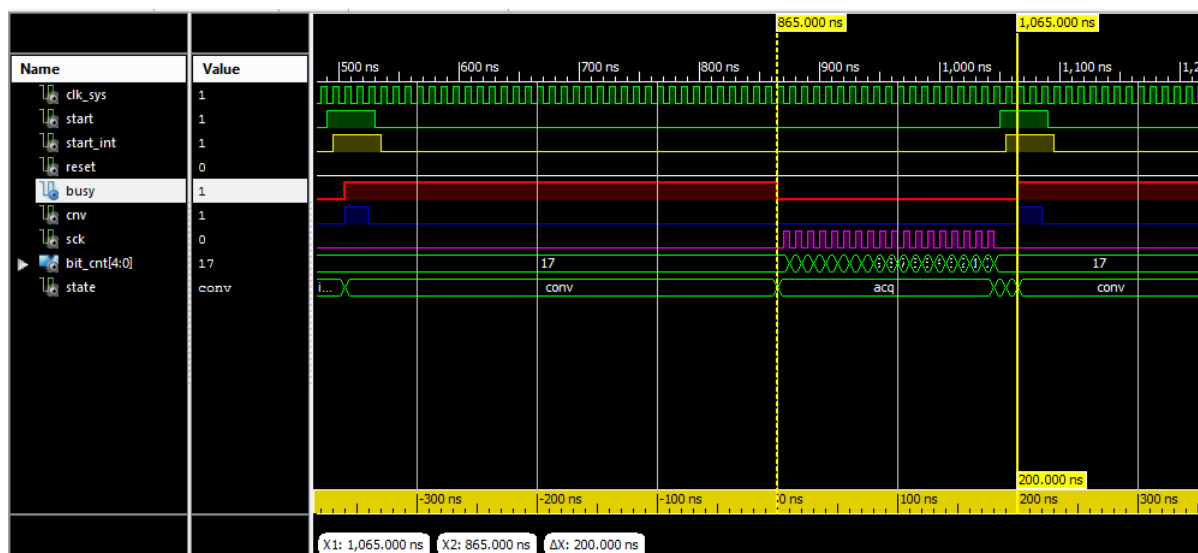 865.000 ns 1,065.000 ns
Name Value 500 ns 600 ns 700 ns 800 ns 900 ns 1,000 ns 1,100 ns 1,2
clk_sys 1
start 1
start_int 1
reset 0
busy 1
cnv 1
sck 0
bit_cnt[4:0] 17 17 17
state conv i... conv acq conv
200.000 ns
-300 ns -200 ns -100 ns 0 ns 100 ns 200 ns 300 ns
X1: 1,065.000 ns X2: 865.000 ns ΔX: 200.000 ns